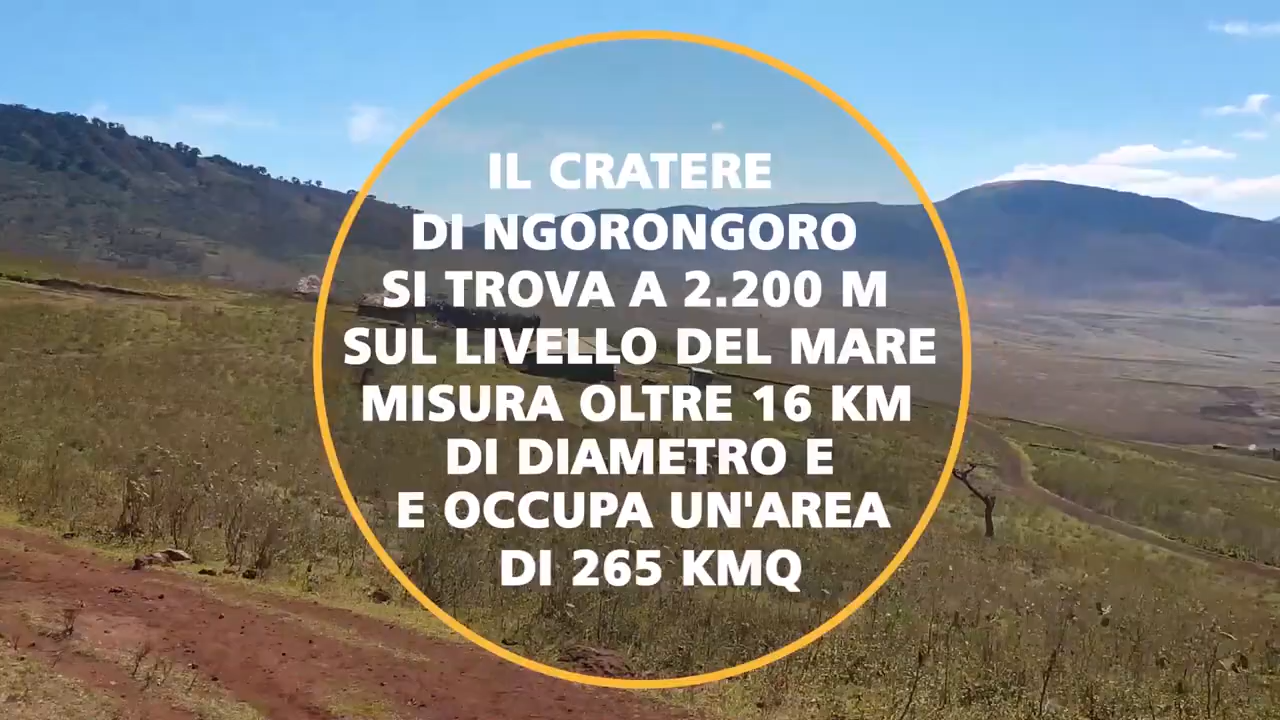 IL CRATERE
DI NGORONGORO
SI TROVA A 2.200 M
SUL LIVELLO DEL MARE
MISURA OLTRE 16 KM
DI DIAMETRO E
E OCCUPA UN'AREA
DI 265 KMQ